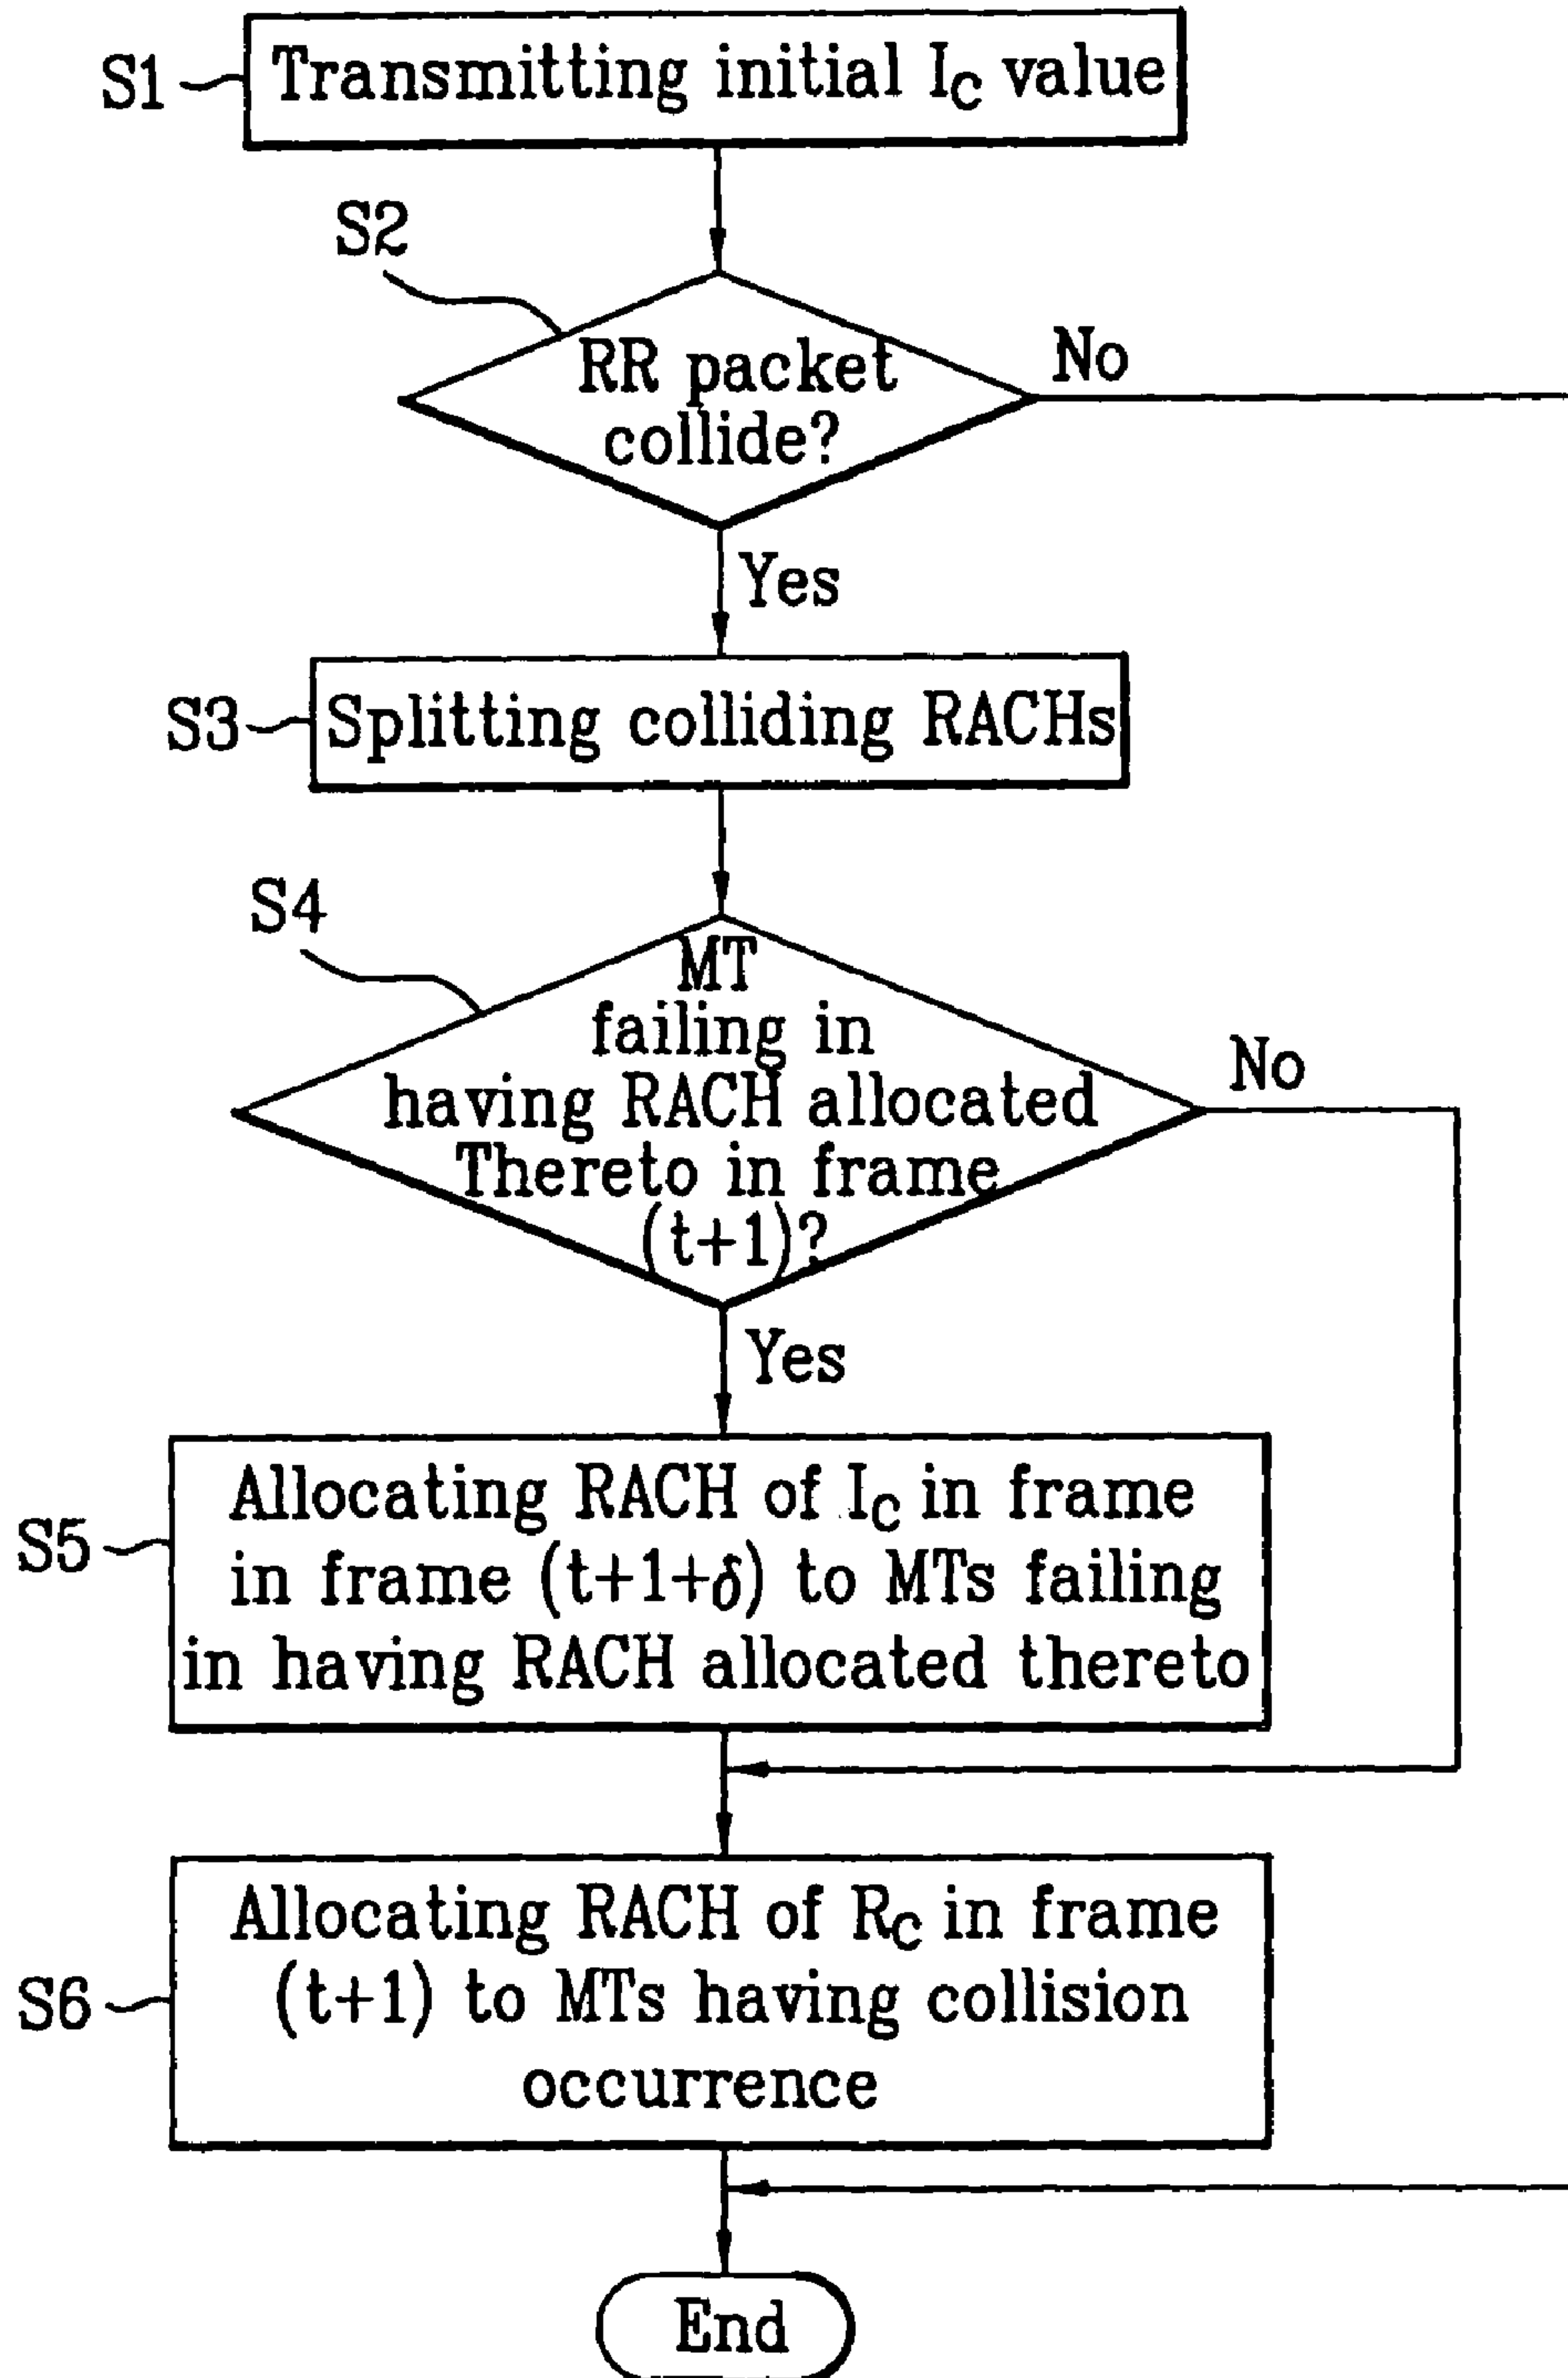 S1
Transmitting initial IC value
S2
RR packet
collide?
No
Yes
S3
Splitting colliding RACHs
S4
MT
failing in
having RACH allocated
Thereto in frame
(t+1)?
No
Yes
S5
Allocating RACH of IC in frame
in frame (t+1+δ) to MTs failing
in having RACH allocated thereto
S6
Allocating RACH of RC in frame
(t+1) to MTs having collision
occurrence
End